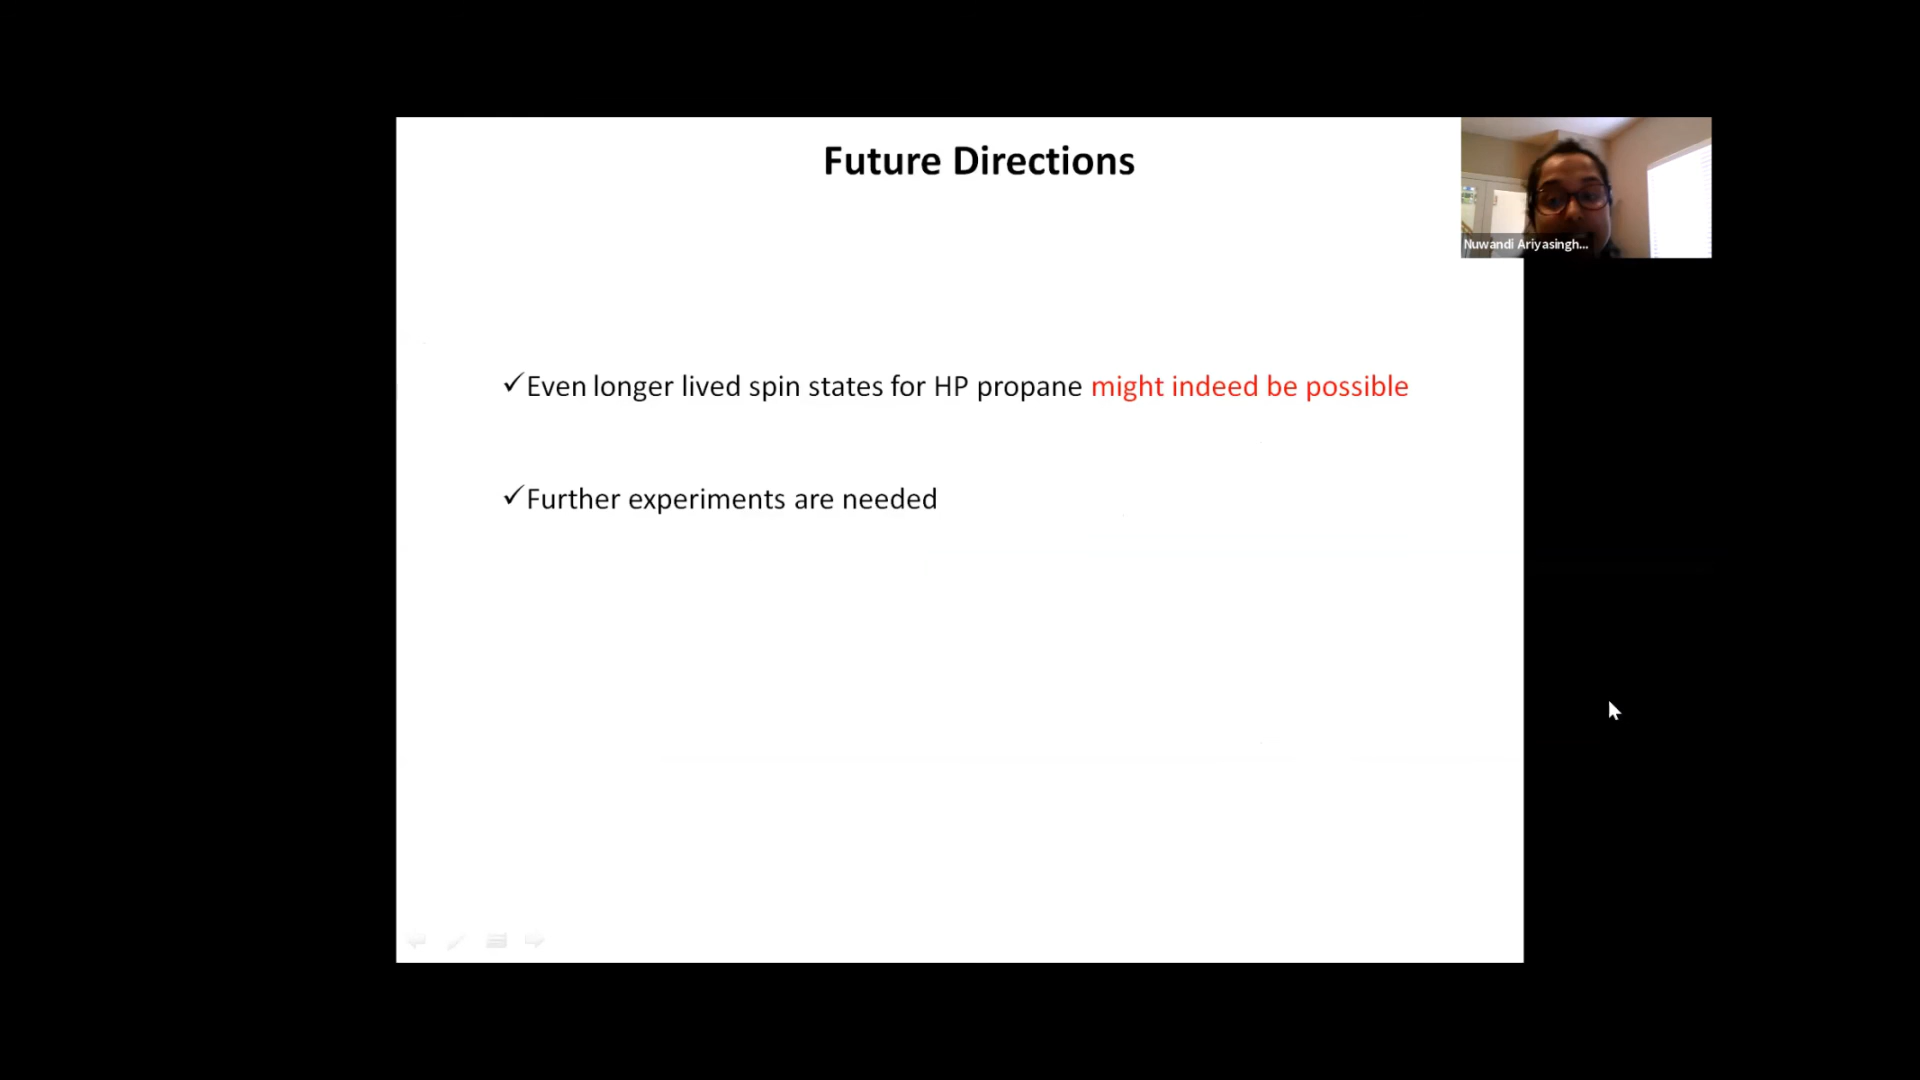 Future Directions
Nuwandi Ariyasingh...
✓Even longer lived spin states for HP propane might indeed be possible
✓Further experiments are needed